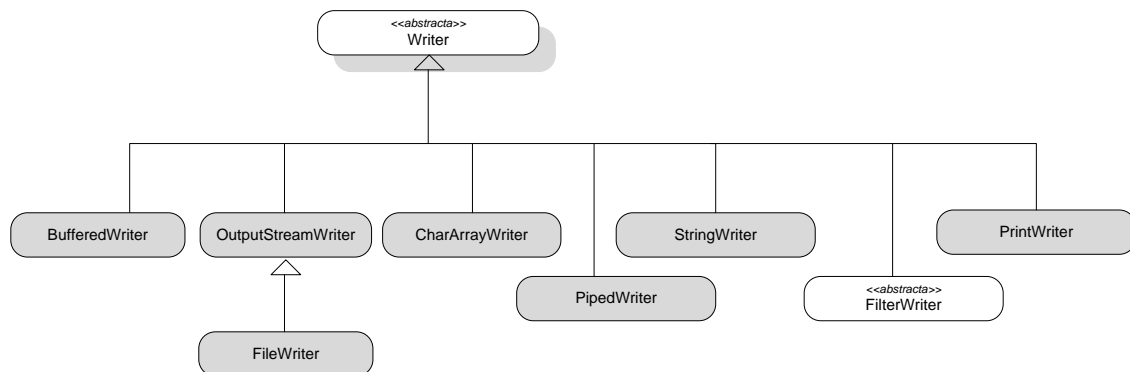 <<abstracta>>
Writer
BufferedWriter
OutputStreamWriter
CharArrayWriter
StringWriter
PrintWriter
PipedWriter
<<abstracta>>
FilterWriter
FileWriter